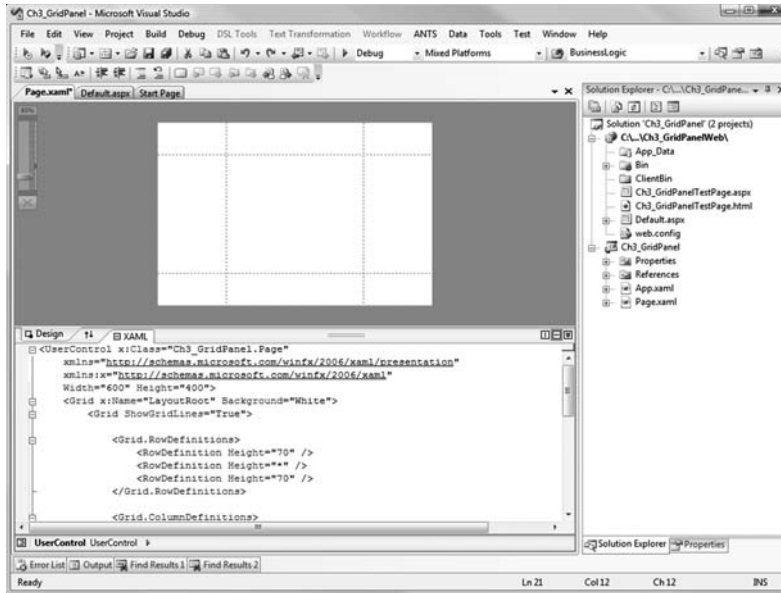 Ch3_GridPanel - Microsoft Visual Studio
File Edit View Project Build Debug DSL Tools Text Transformation Workflow ANTS Data Tools Test Window Help
Debug Mixed Platforms BusinessLogic
Page.xaml* Default.aspx Start Page
Solution Explorer - C:\...\Ch3_GridPane...
Solution 'Ch3_GridPanel' (2 projects)
C:\...\Ch3_GridPanelWeb\
App_Data
Bin
ClientBin
Ch3_GridPanelTestPage.aspx
Ch3_GridPanelTestPage.html
Default.aspx
web.config
Ch3_GridPanel
Properties
References
App.xaml
Page.xaml
Design XAML
<UserControl x:Class="Ch3_GridPanel.Page"
xmlns="http://schemas.microsoft.com/winfx/2006/xaml/presentation"
xmlns:x="http://schemas.microsoft.com/winfx/2006/xaml"
Width="600" Height="400">
<Grid x:Name="LayoutRoot" Background="White">
<Grid ShowGridLines="True">
<Grid.RowDefinitions>
<RowDefinition Height="70" />
<RowDefinition Height="*" />
<RowDefinition Height="70" />
</Grid.RowDefinitions>
<Grid.ColumnDefinitions>
UserControl UserControl
Solution Explorer Properties
Error List Output Find Results 1 Find Results 2
Ready Ln 21 Col 12 Ch 12 INS